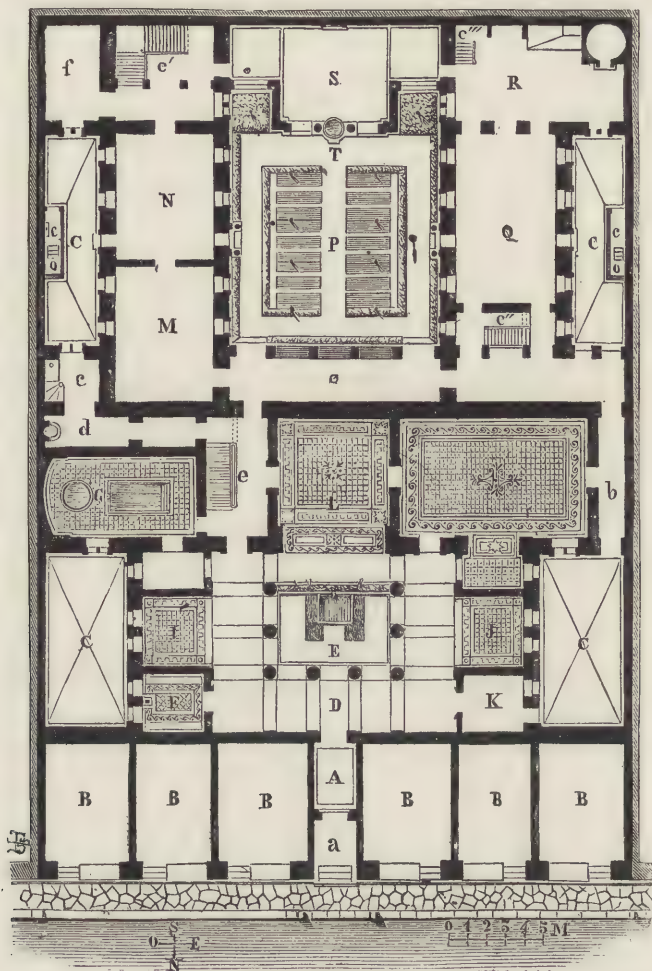 f c' S c''' R
T
C N P Q C
c c
o o
M c''
c o
d
G e L b
C I E J C
F D K
B B B A B B B
a
S
O E 0 1 2 3 4 5 M
N